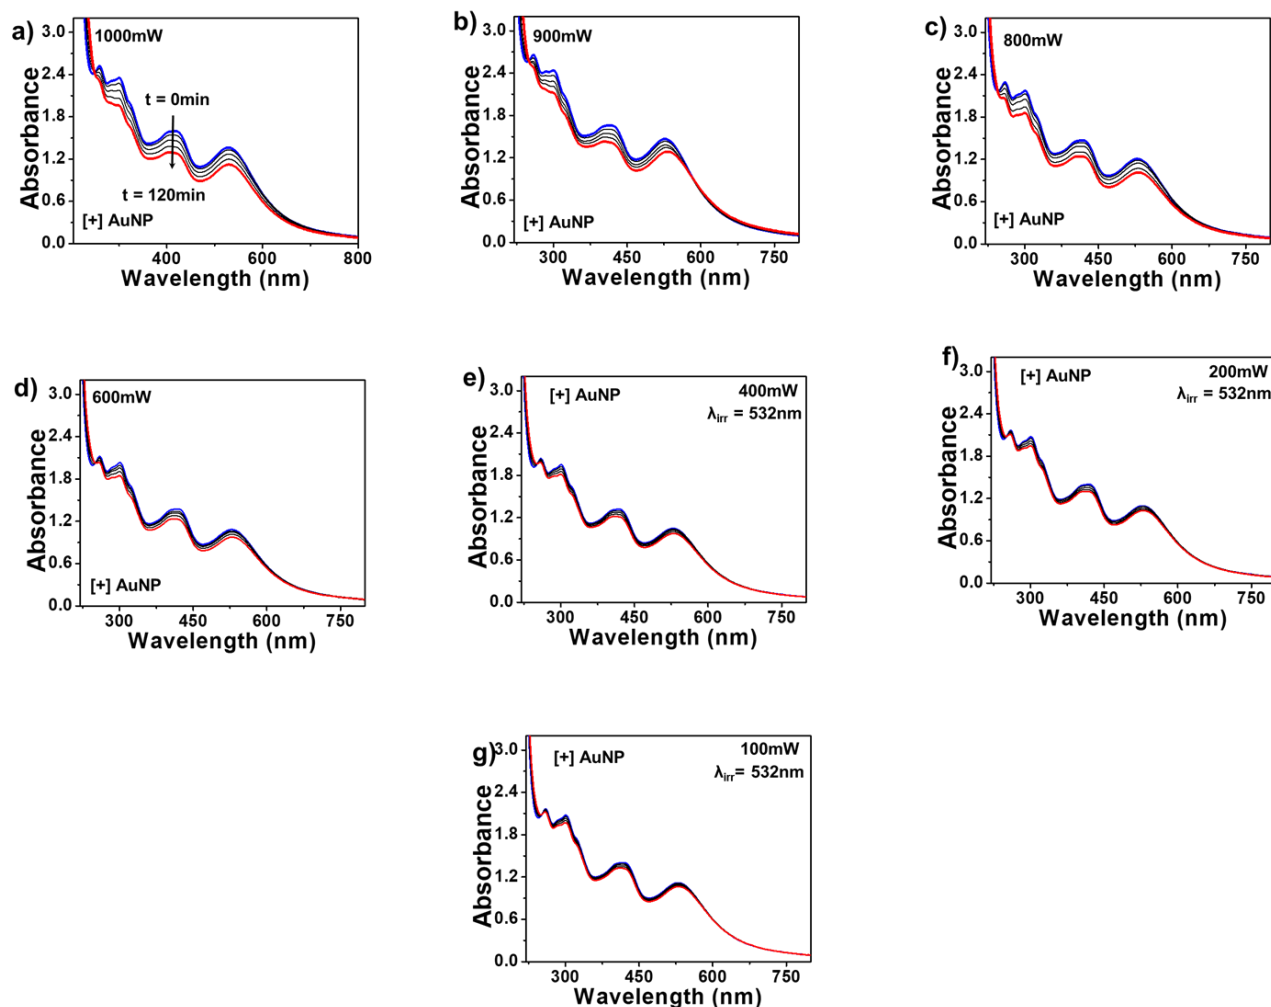 a)
1000mW
t = 0min
t = 120min
[+] AuNP
Absorbance
3.0
2.4
1.8
1.2
0.6
0.0
400
600
800
Wavelength (nm)
b)
900mW
[+] AuNP
Absorbance
3.0
2.4
1.8
1.2
0.6
0.0
300
450
600
750
Wavelength (nm)
c)
800mW
[+] AuNP
Absorbance
3.0
2.4
1.8
1.2
0.6
0.0
300
450
600
750
Wavelength (nm)
d)
600mW
[+] AuNP
Absorbance
3.0
2.4
1.8
1.2
0.6
0.0
300
450
600
750
Wavelength (nm)
e)
[+] AuNP
400mW
λirr = 532nm
Absorbance
3.0
2.4
1.8
1.2
0.6
0.0
300
450
600
750
Wavelength (nm)
f)
[+] AuNP
200mW
λirr = 532nm
Absorbance
3.0
2.4
1.8
1.2
0.6
0.0
300
450
600
750
Wavelength (nm)
g)
[+] AuNP
100mW
λirr= 532nm
Absorbance
3.0
2.4
1.8
1.2
0.6
0.0
300
450
600
750
Wavelength (nm)